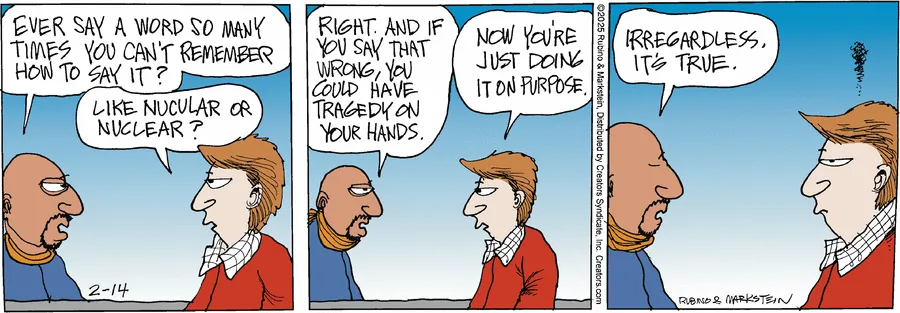 EVER SAY A WORD SO MANY
TIMES YOU CAN'T REMEMBER
HOW TO SAY IT?
LIKE NUCULAR OR
NUCLEAR?
2-14
RIGHT. AND IF
YOU SAY THAT
WRONG, YOU
COULD HAVE
TRAGEDY ON
YOUR HANDS.
NOW YOU'RE
JUST DOING
IT ON PURPOSE.
©2025 Rubino & Markstein, Distributed by Creators Syndicate, Inc. Creators.com
IRREGARDLESS,
IT'S TRUE.
RUBINO & MARKSTEIN